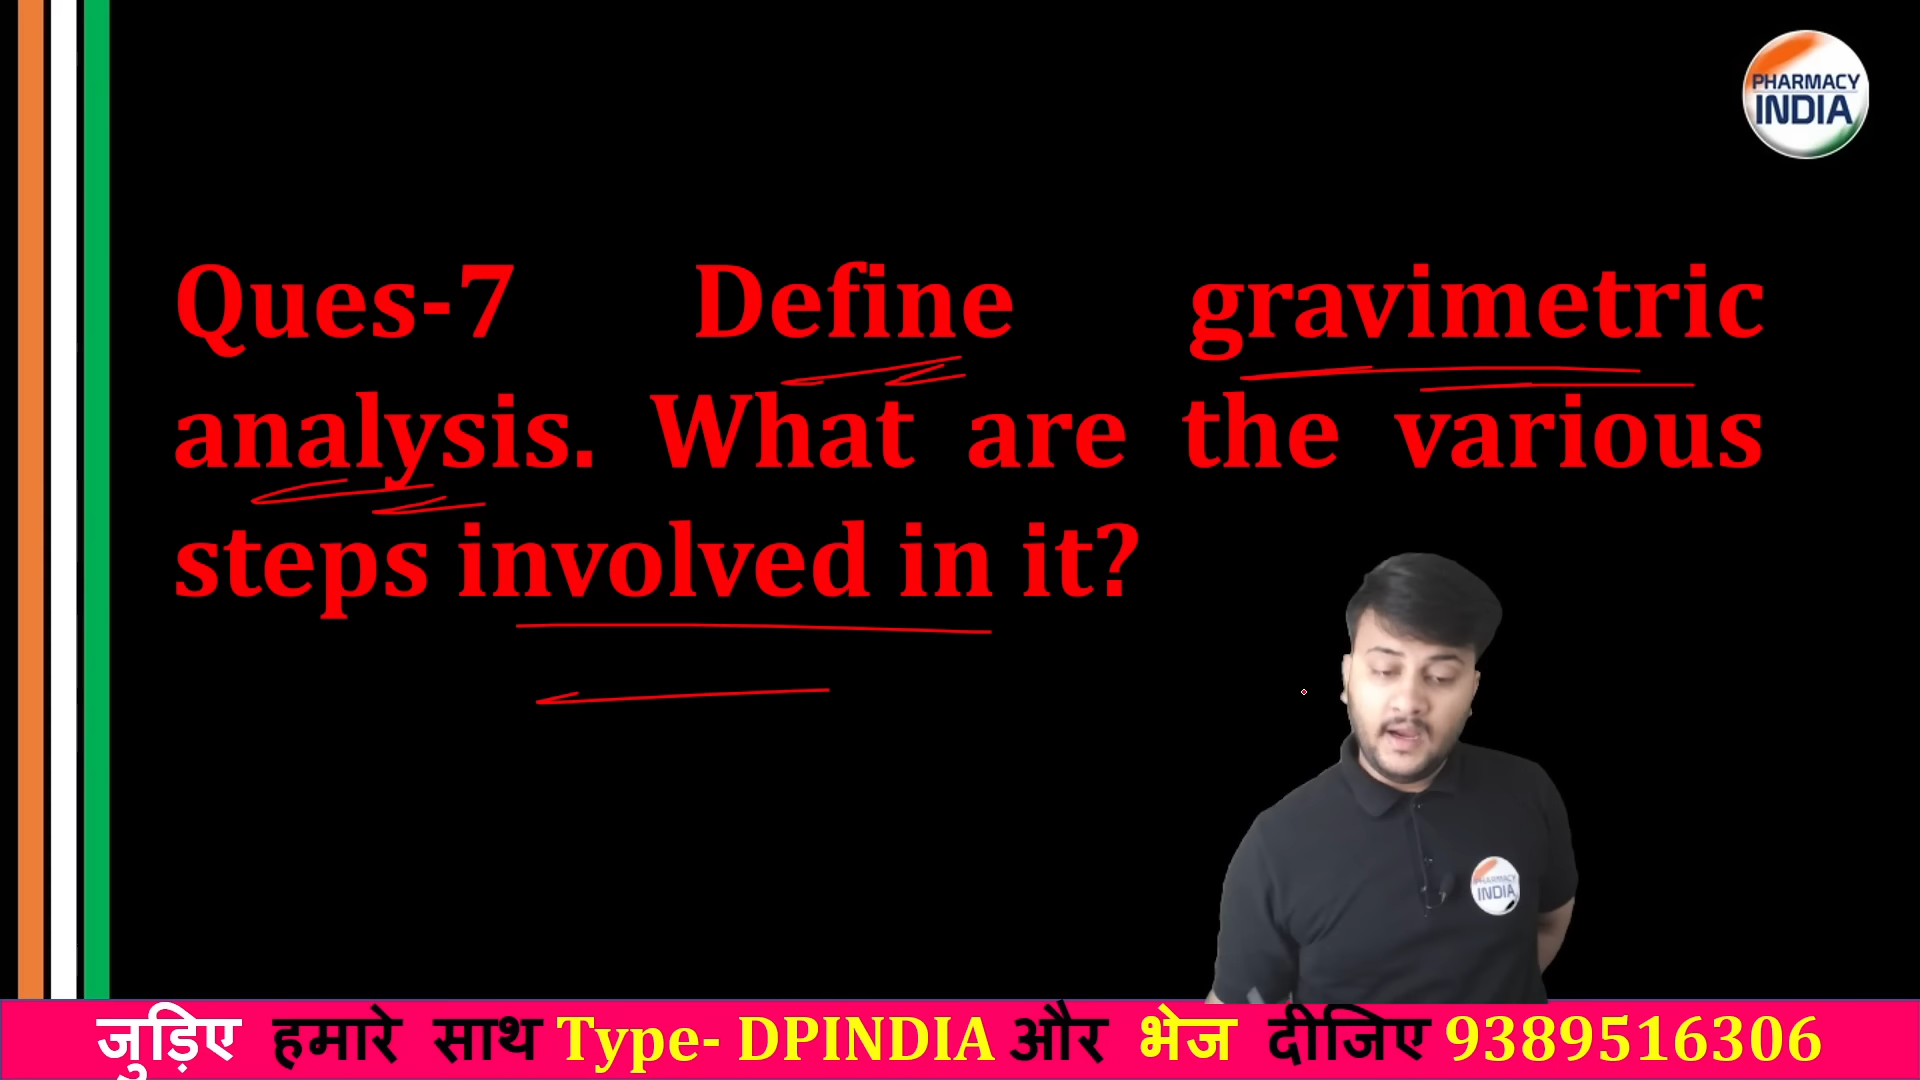 PHARMACY
INDIA
Ques-7 Define gravimetric
analysis. What are the various
steps involved in it?
PHARMACY
INDIA
जुड़िए हमारे साथ Type- DPINDIA और भेज दीजिए 9389516306